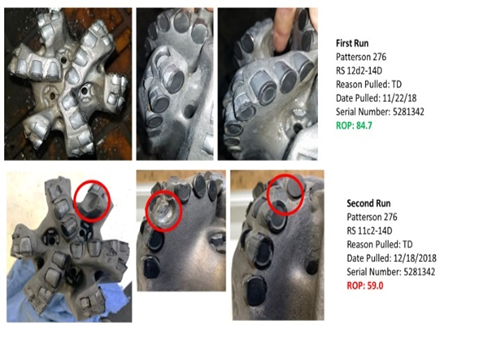 First Run
Patterson 276
RS 12d2-14D
Reason Pulled: TD
Date Pulled: 11/22/18
Serial Number: 5281342
ROP: 84.7
Second Run
Patterson 276
RS 11c2-14D
Reason Pulled: TD
Date Pulled: 12/18/2018
Serial Number: 5281342
ROP: 59.0